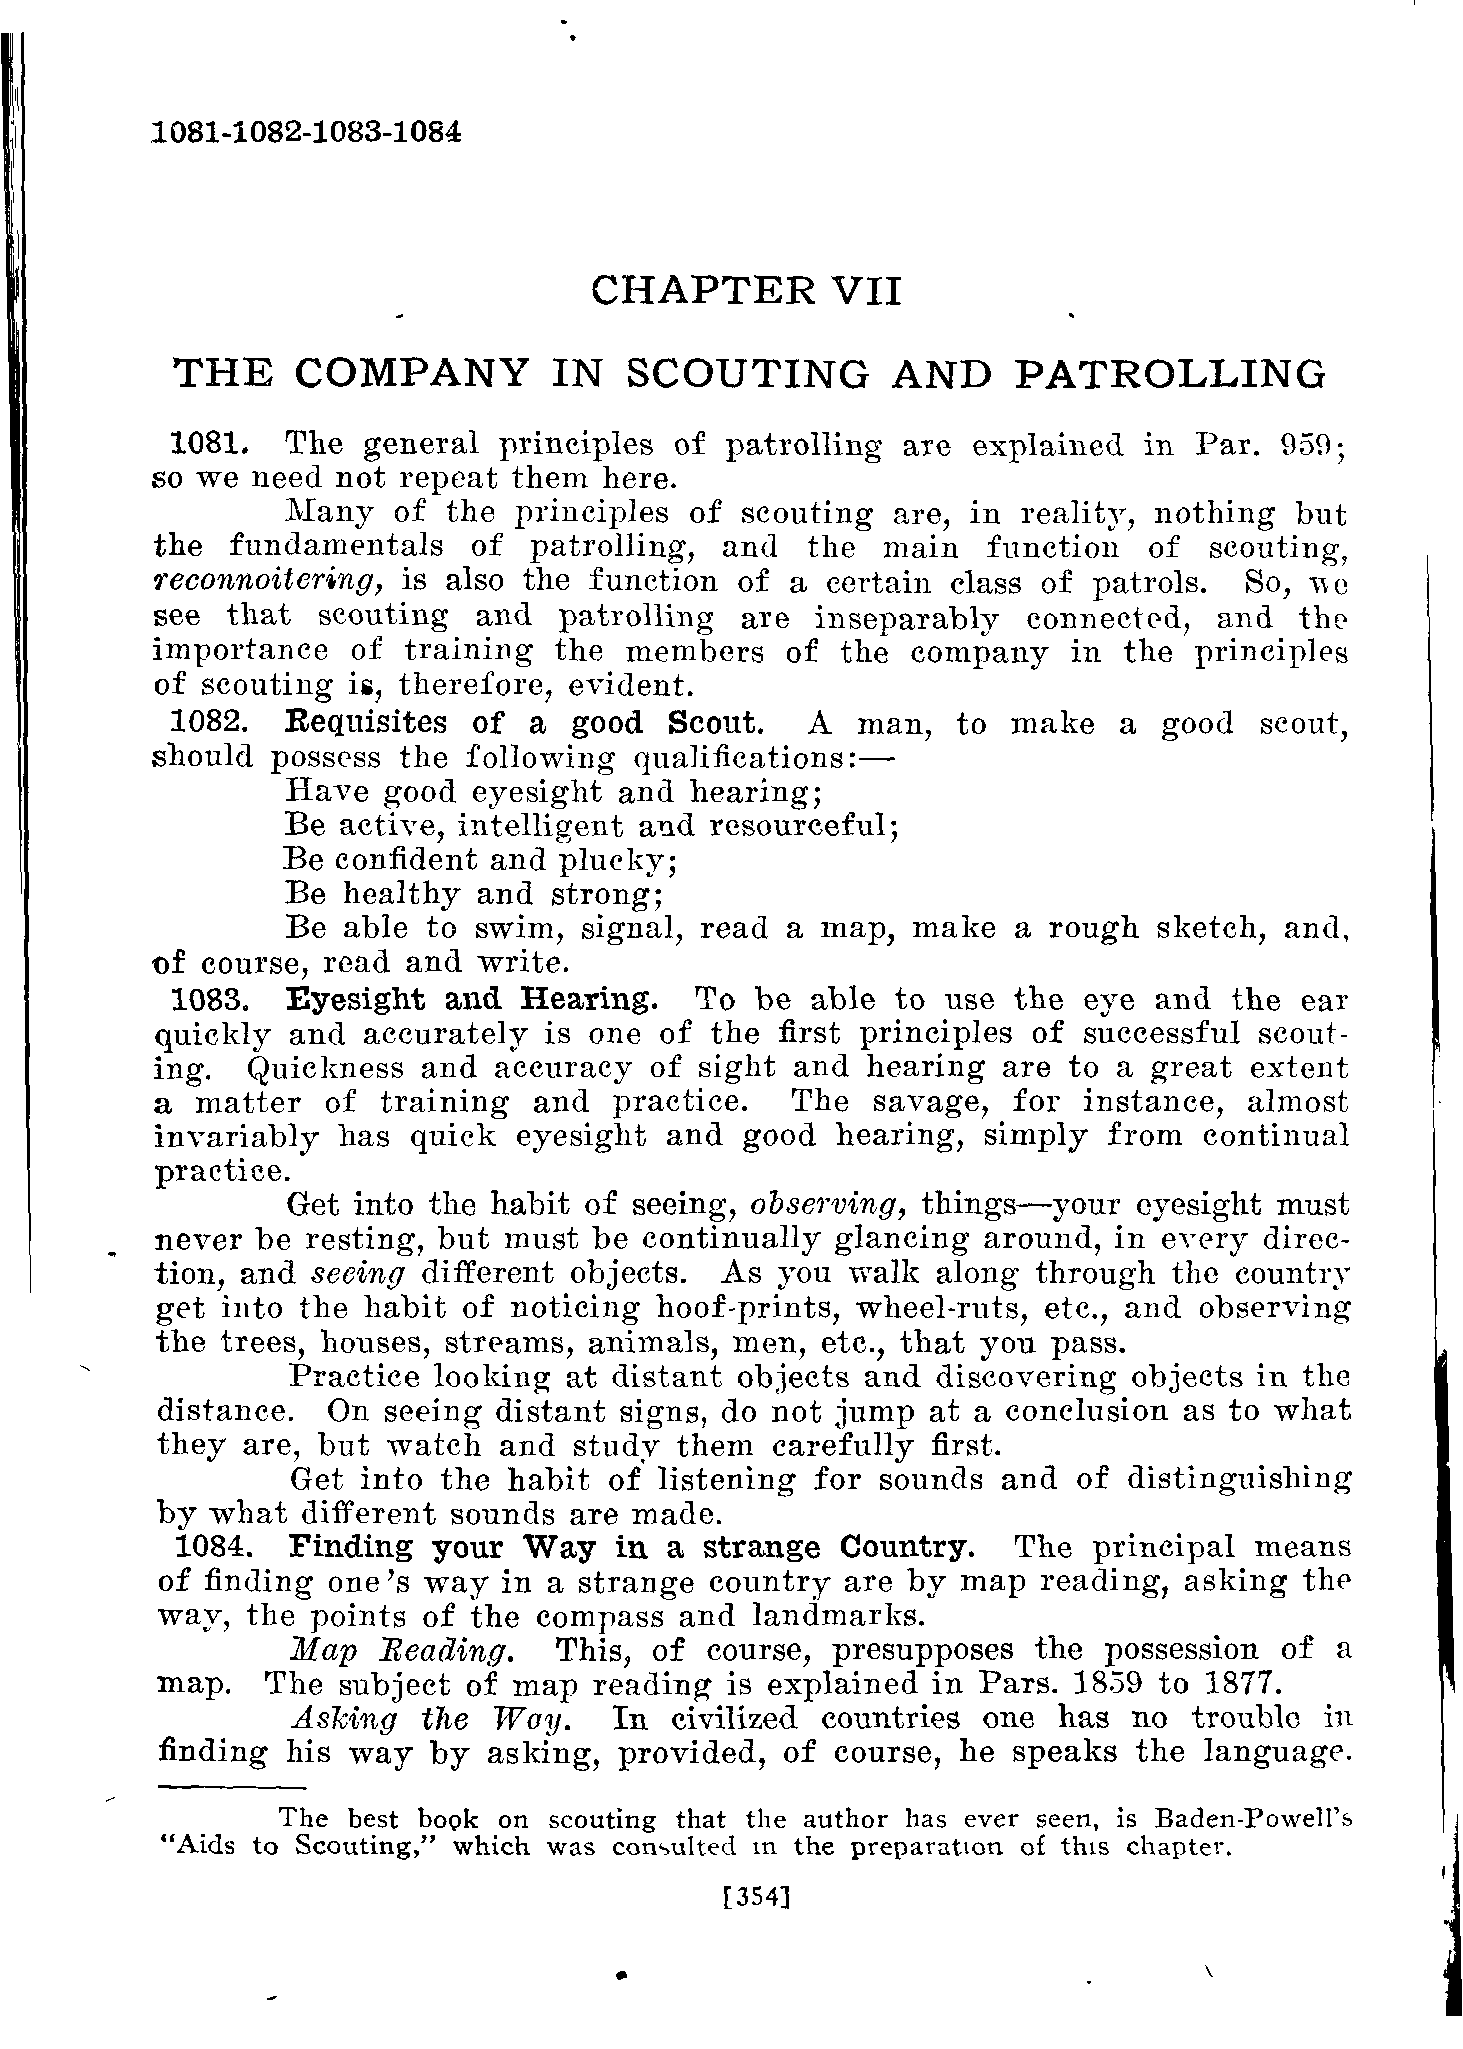 1081-1082-1083-1084
CHAPTER VII
THE COMPANY IN SCOUTING AND PATROLLING
1081. The general principles of patrolling are explained in Par. 959;
so we need not repeat them here.
Many of the principles of scouting are, in reality, nothing but
the fundamentals of patrolling, and the main function of scouting,
reconnoitering, is also the function of a certain class of patrols. So, we
see that scouting and patrolling are inseparably connected, and the
importance of training the members of the company in the principles
of scouting is, therefore, evident.
1082. Requisites of a good Scout. A man, to make a good scout,
should possess the following qualifications:—
Have good eyesight and hearing;
Be active, intelligent and resourceful;
Be confident and plucky;
Be healthy and strong;
Be able to swim, signal, read a map, make a rough sketch, and,
of course, read and write.
1083. Eyesight and Hearing. To be able to use the eye and the ear
quickly and accurately is one of the first principles of successful scout-
ing. Quickness and accuracy of sight and hearing are to a great extent
a matter of training and practice. The savage, for instance, almost
invariably has quick eyesight and good hearing, simply from continual
practice.
Get into the habit of seeing, observing, things—your eyesight must
never be resting, but must be continually glancing around, in every direc-
tion, and seeing different objects. As you walk along through the country
get into the habit of noticing hoof-prints, wheel-ruts, etc., and observing
the trees, houses, streams, animals, men, etc., that you pass.
Practice looking at distant objects and discovering objects in the
distance. On seeing distant signs, do not jump at a conclusion as to what
they are, but watch and study them carefully first.
Get into the habit of listening for sounds and of distinguishing
by what different sounds are made.
1084. Finding your Way in a strange Country. The principal means
of finding one's way in a strange country are by map reading, asking the
way, the points of the compass and landmarks.
Map Reading. This, of course, presupposes the possession of a
map. The subject of map reading is explained in Pars. 1859 to 1877.
Asking the Way. In civilized countries one has no trouble in
finding his way by asking, provided, of course, he speaks the language.
The best book on scouting that the author has ever seen, is Baden-Powell's
"Aids to Scouting," which was consulted in the preparation of this chapter.
[354]